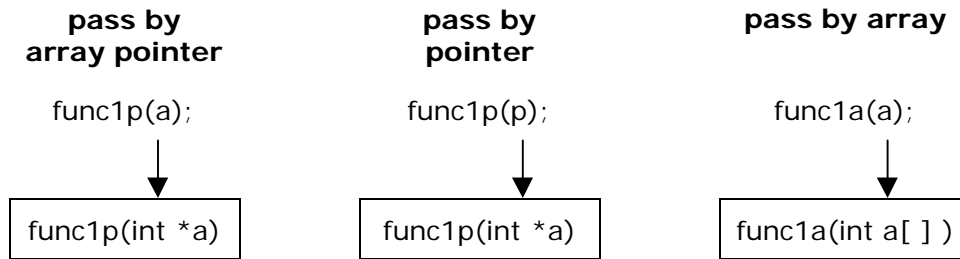 pass by
array pointer
func1p(a);
func1p(int *a)
pass by
pointer
func1p(p);
func1p(int *a)
pass by array
func1a(a);
func1a(int a[ ] )